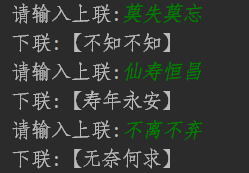 请输入上联:莫失莫忘
下联:【不知不知】
请输入上联:仙寿恒昌
下联:【寿年永安】
请输入上联:不离不弃
下联:【无奈何求】